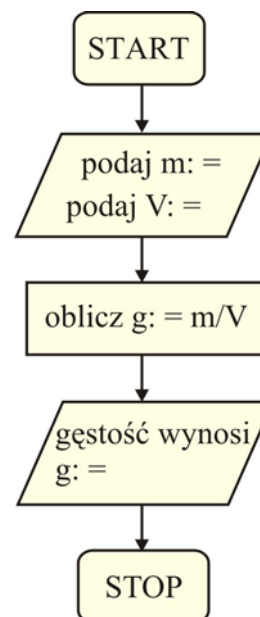 START
podaj m: =
podaj V: =
oblicz g: = m/V
gęstość wynosi
g: =
STOP